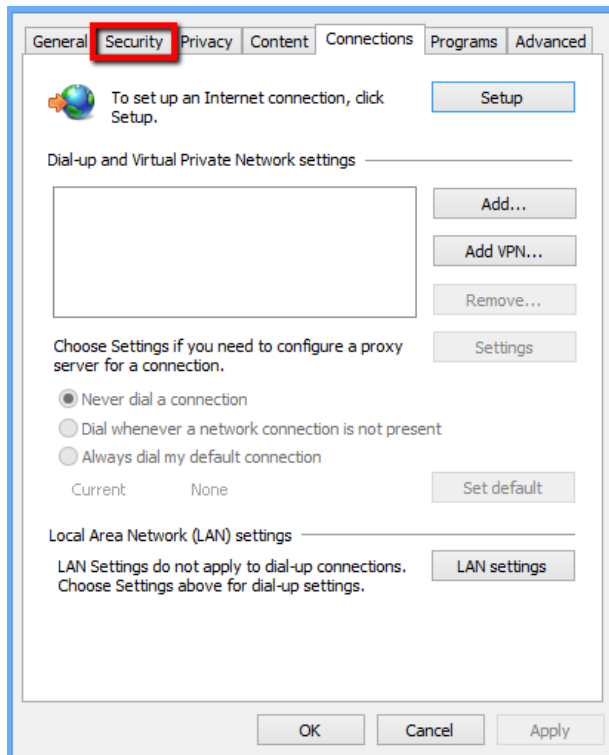 General Security Privacy Content Connections Programs Advanced
To set up an Internet connection, click
Setup.
Setup
Dial-up and Virtual Private Network settings
Add...
Add VPN...
Remove...
Choose Settings if you need to configure a proxy
server for a connection.
Settings
Never dial a connection
Dial whenever a network connection is not present
Always dial my default connection
Current None
Set default
Local Area Network (LAN) settings
LAN Settings do not apply to dial-up connections.
Choose Settings above for dial-up settings.
LAN settings
OK Cancel Apply